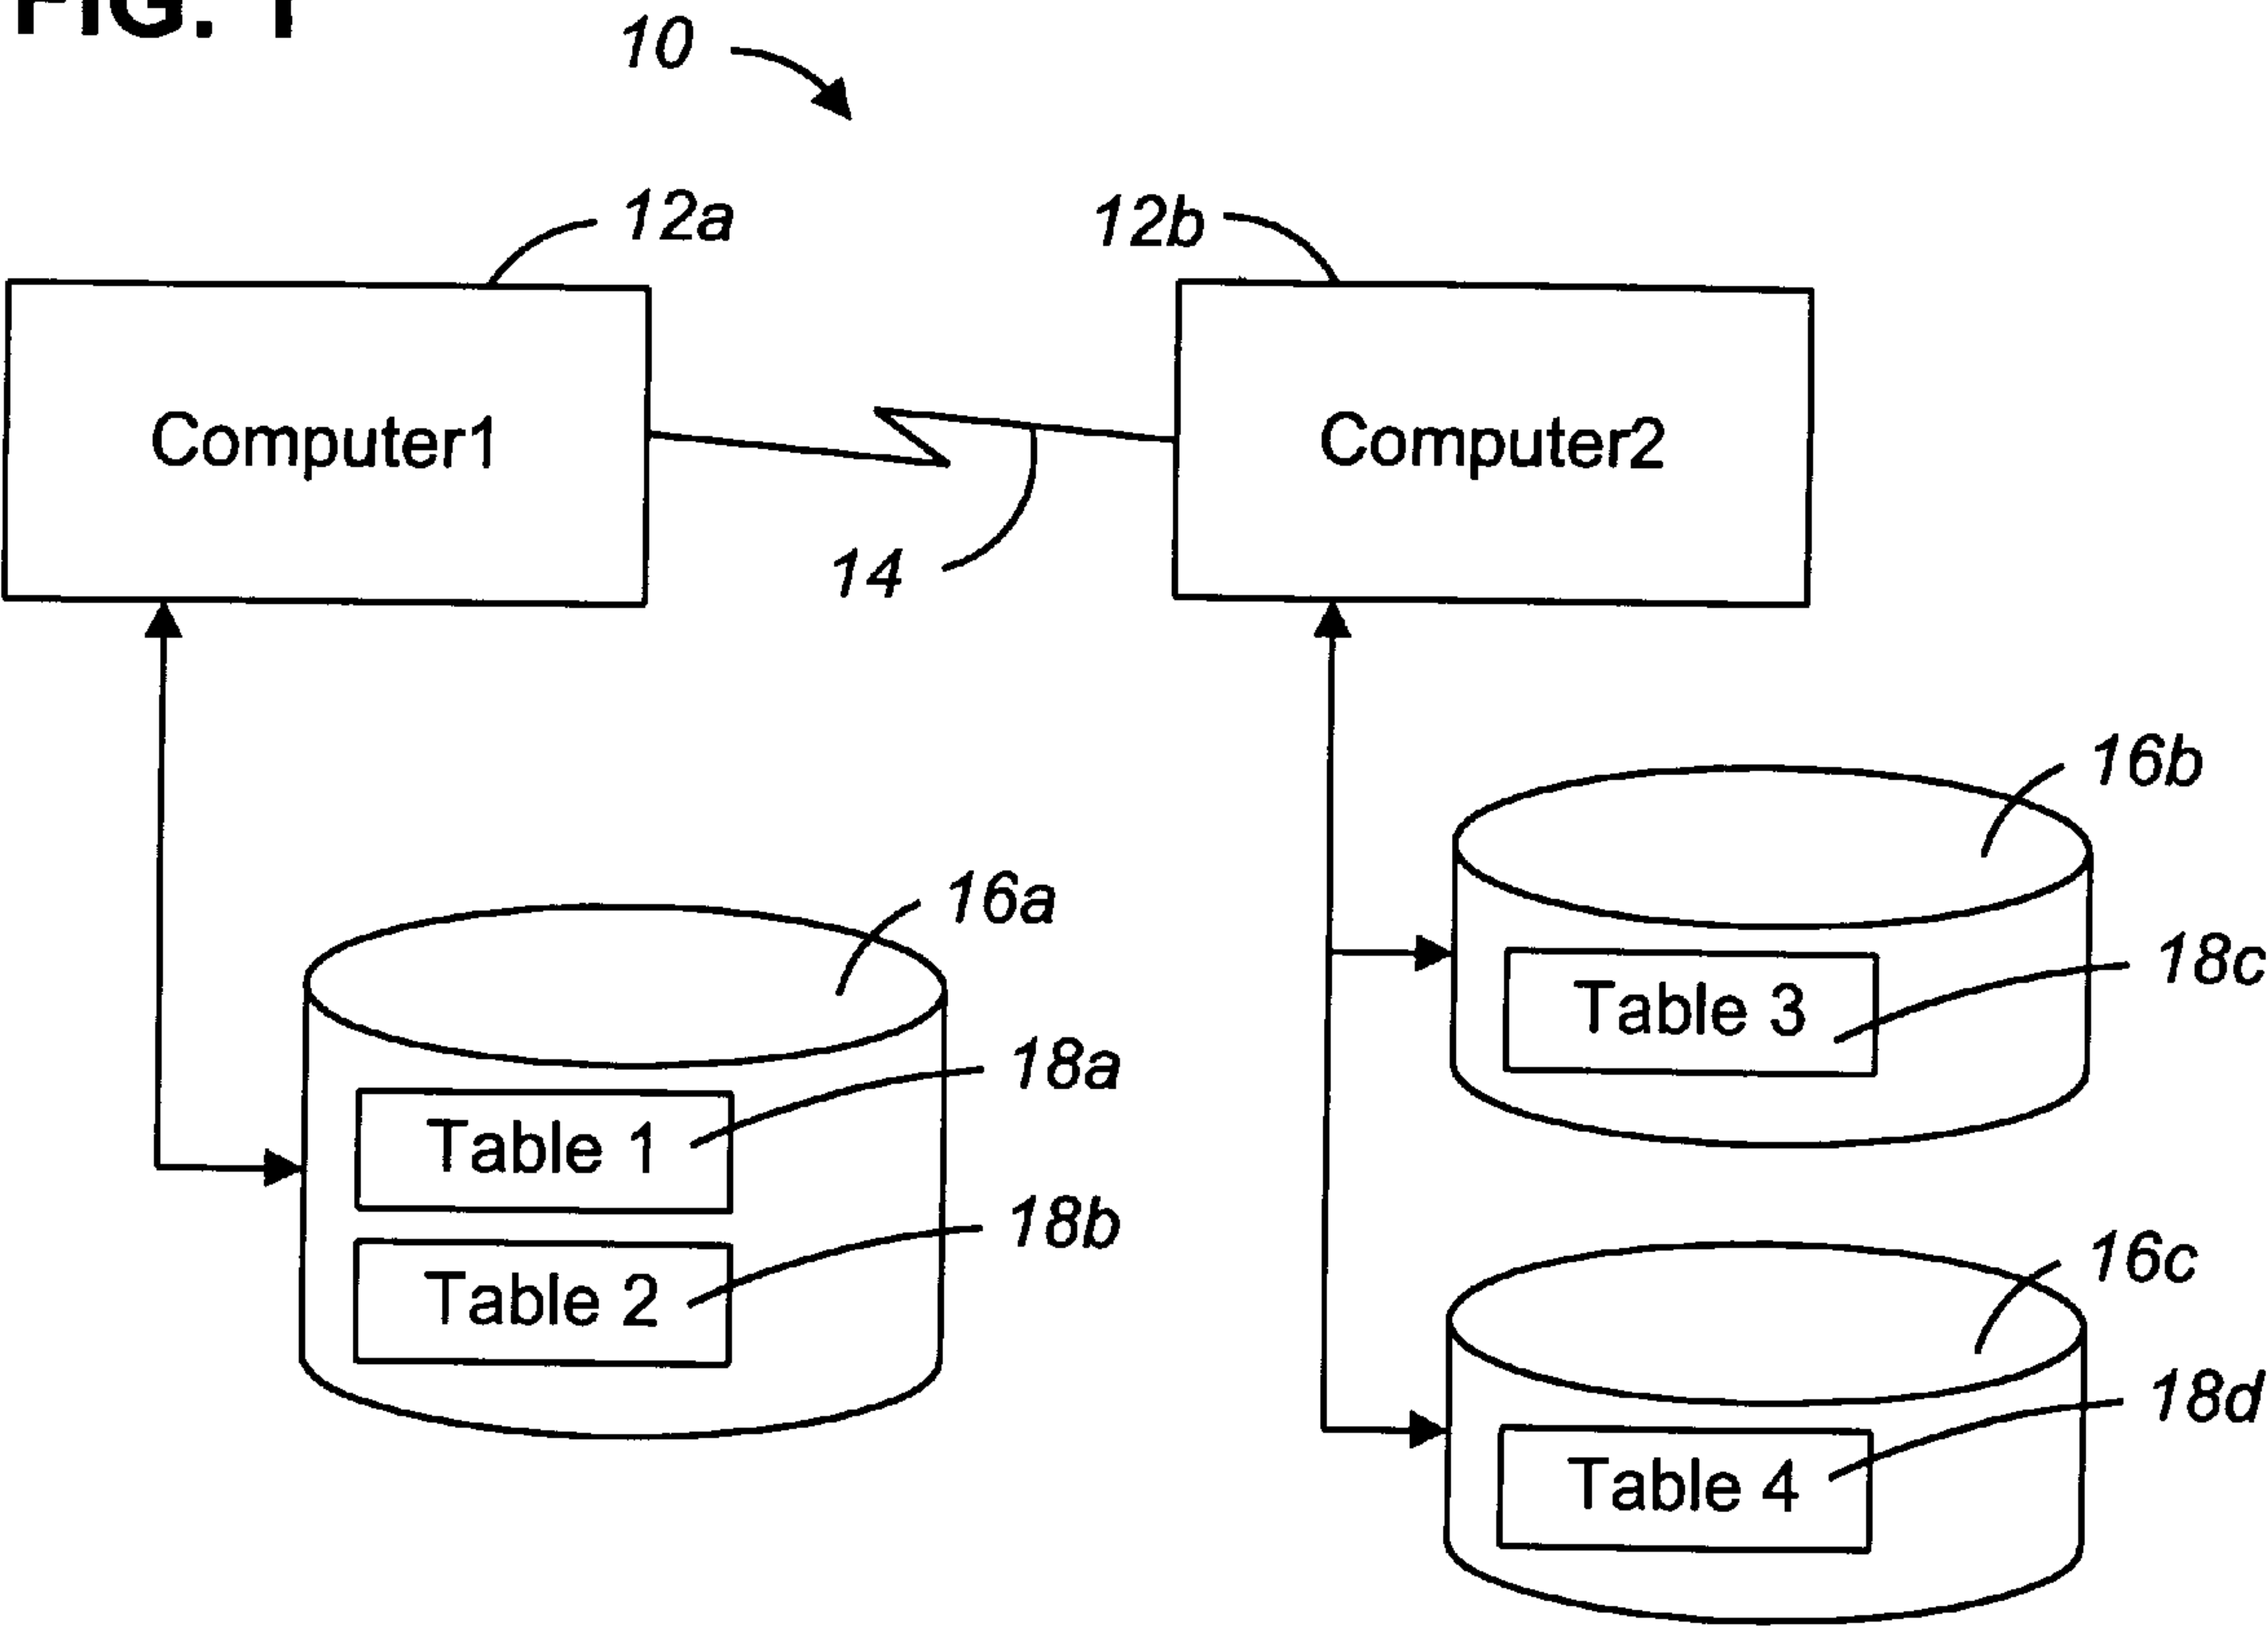 FIG. 1
10
12a
12b
Computer1
Computer2
14
16b
16a
18c
Table 3
18a
Table 1
18b
Table 2
16c
18d
Table 4